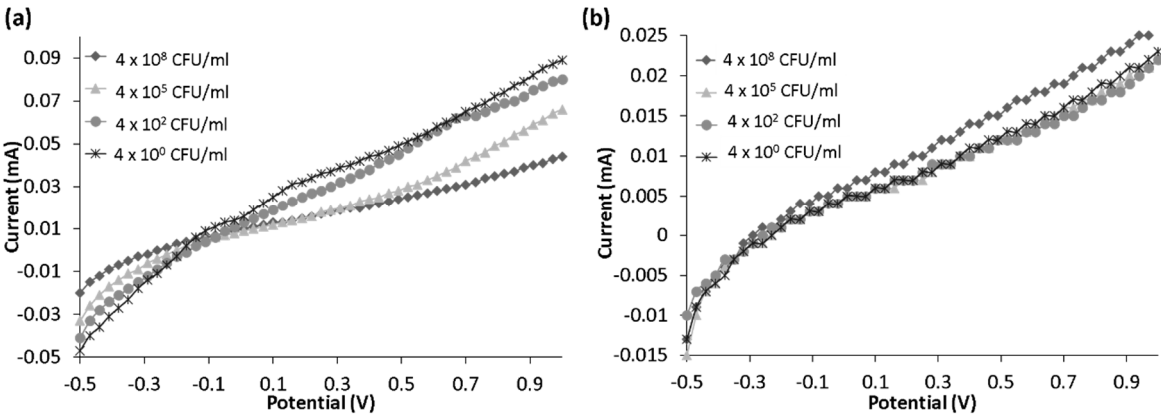 (a)
4 x 10⁸ CFU/ml
4 x 10⁵ CFU/ml
4 x 10² CFU/ml
4 x 10⁰ CFU/ml
0.09
0.07
0.05
0.03
0.01
-0.01
-0.03
-0.05
Current (mA)
-0.5 -0.3 -0.1 0.1 0.3 0.5 0.7 0.9
Potential (V)
(b)
4 x 10⁸ CFU/ml
4 x 10⁵ CFU/ml
4 x 10² CFU/ml
4 x 10⁰ CFU/ml
0.025
0.020
0.015
0.010
0.005
0
-0.005
-0.010
-0.015
Current (mA)
-0.5 -0.3 -0.1 0.1 0.3 0.5 0.7 0.9
Potential (V)